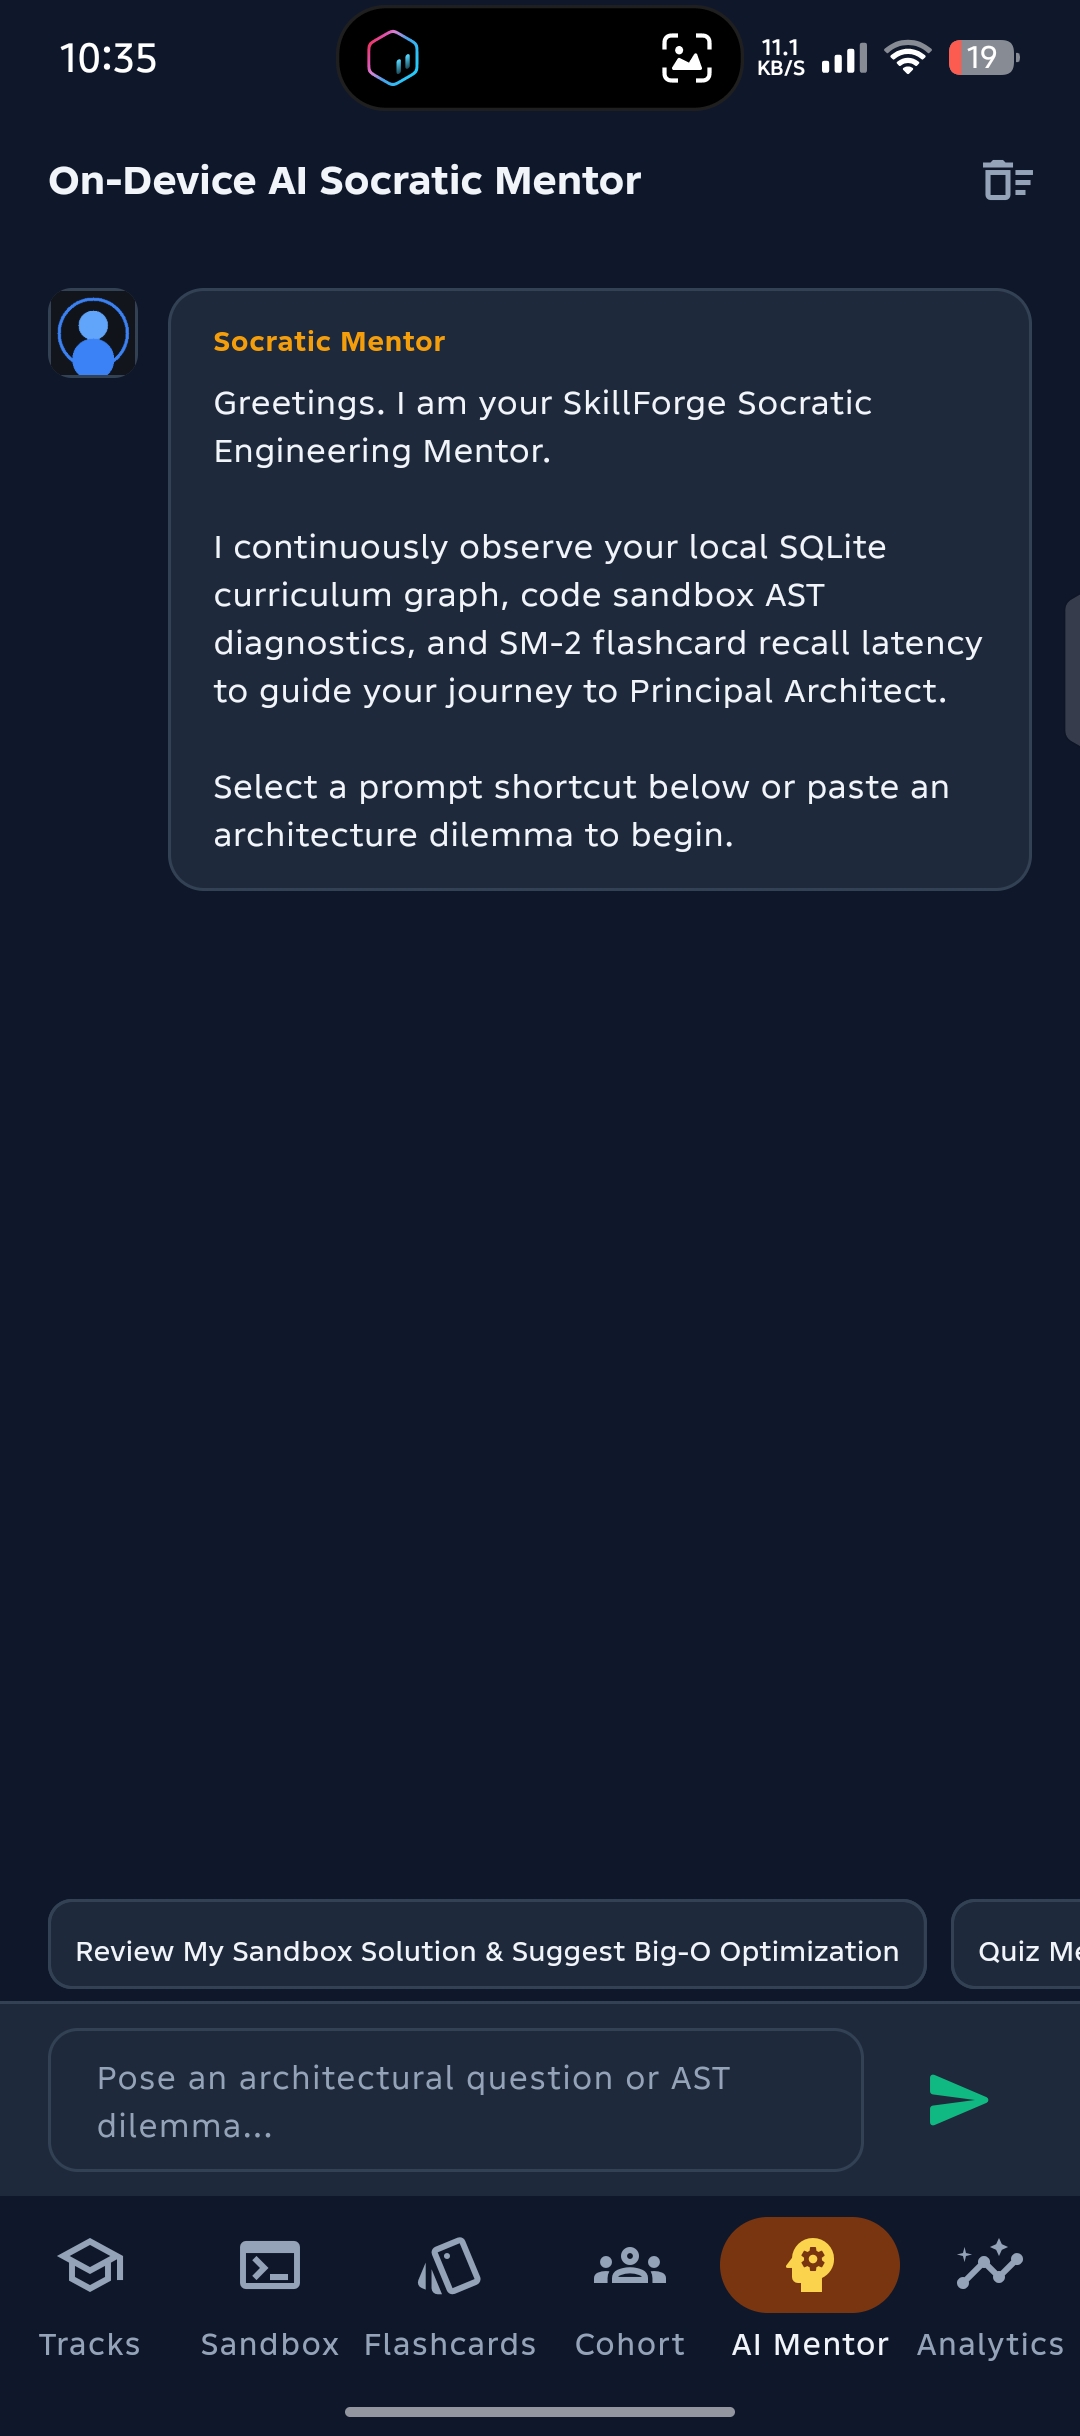 10:35
11.1
KB/S
19
On-Device AI Socratic Mentor
Socratic Mentor
Greetings. I am your SkillForge Socratic
Engineering Mentor.
I continuously observe your local SQLite
curriculum graph, code sandbox AST
diagnostics, and SM-2 flashcard recall latency
to guide your journey to Principal Architect.
Select a prompt shortcut below or paste an
architecture dilemma to begin.
Review My Sandbox Solution & Suggest Big-O Optimization
Quiz Me
Pose an architectural question or AST
dilemma...
Tracks
Sandbox
Flashcards
Cohort
AI Mentor
Analytics